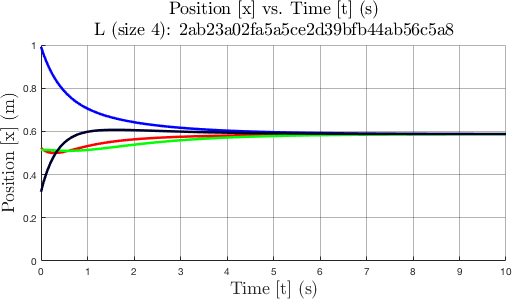 Position [x] vs. Time [t] (s)
L (size 4): 2ab23a02fa5a5ce2d39bfb44ab56c5a8
Position [x] (m)
1
0.8
0.6
0.4
0.2
0
0 1 2 3 4 5 6 7 8 9 10
Time [t] (s)